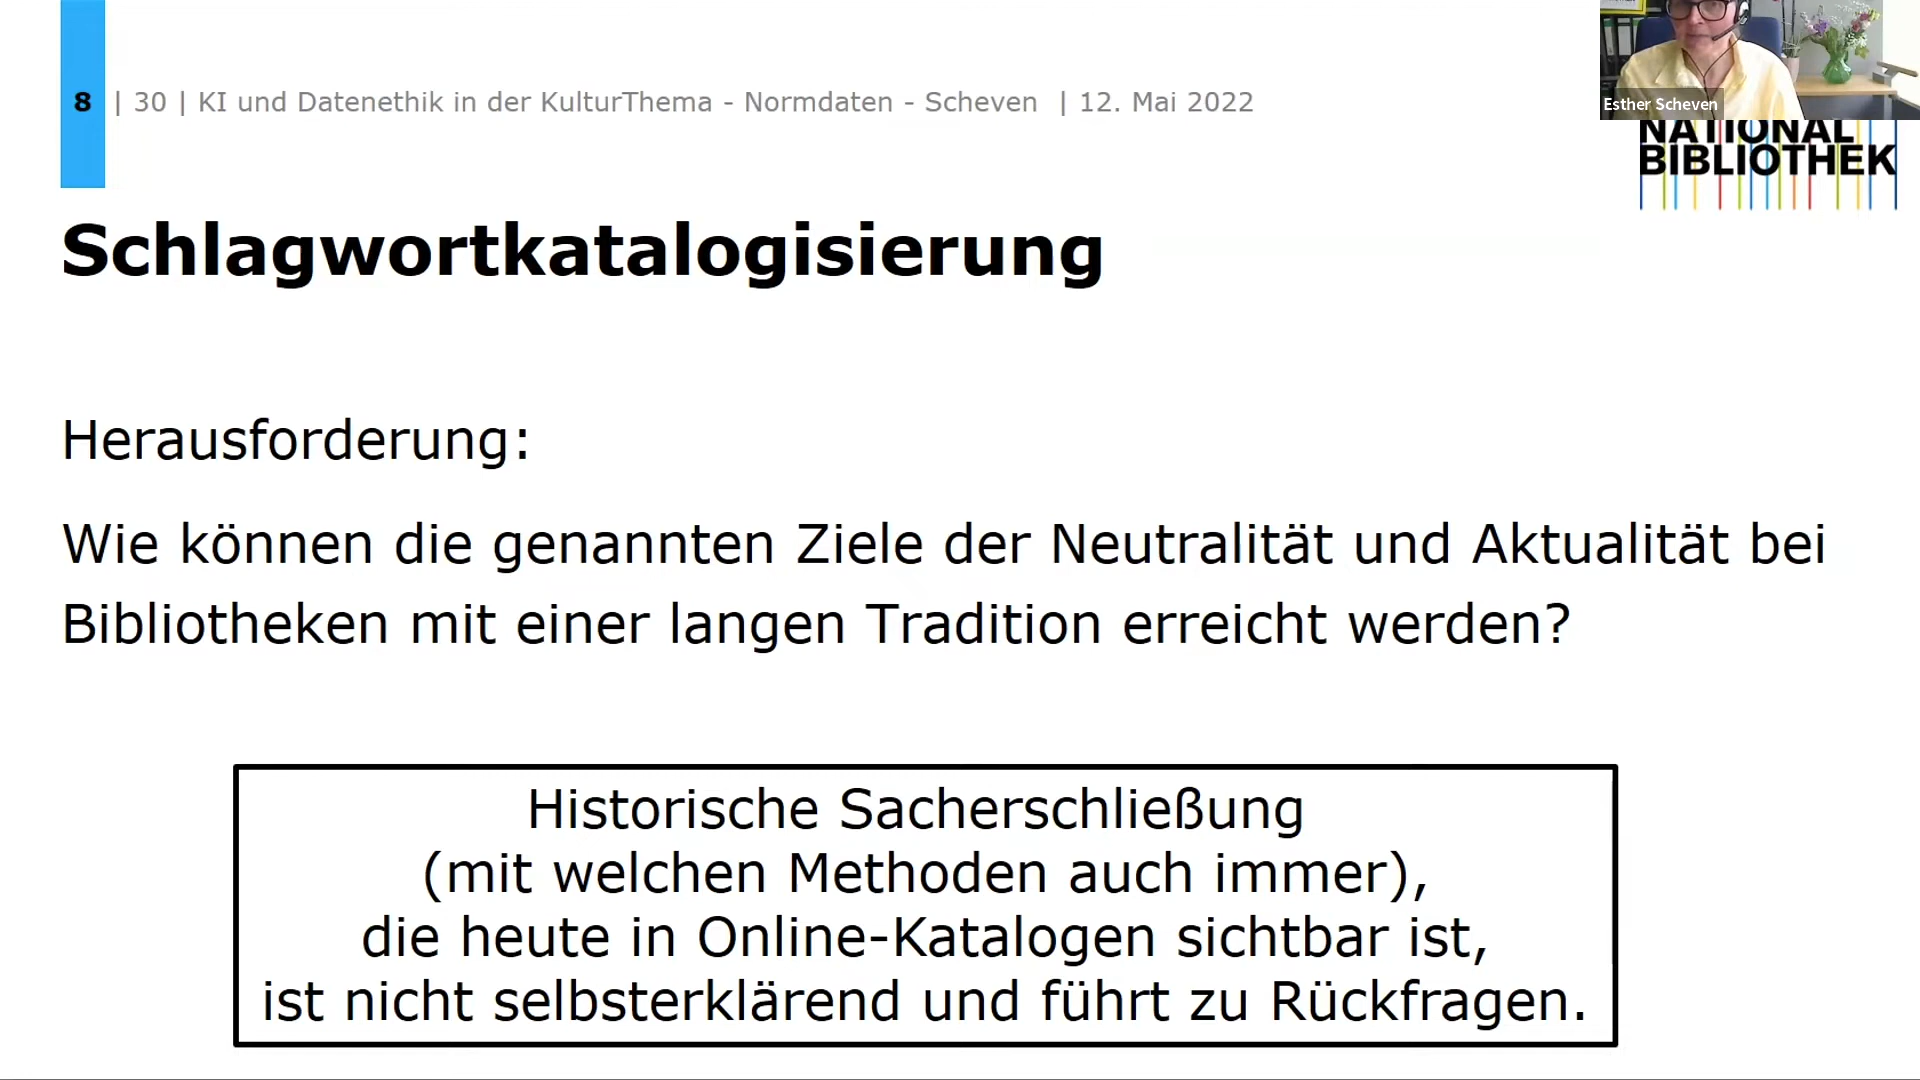 8 | 30 | KI und Datenethik in der KulturThema - Normdaten - Scheven | 12. Mai 2022
Esther Scheven
NATIONAL
BIBLIOTHEK
Schlagwortkatalogisierung
Herausforderung:
Wie können die genannten Ziele der Neutralität und Aktualität bei
Bibliotheken mit einer langen Tradition erreicht werden?
Historische Sacherschließung
(mit welchen Methoden auch immer),
die heute in Online-Katalogen sichtbar ist,
ist nicht selbsterklärend und führt zu Rückfragen.